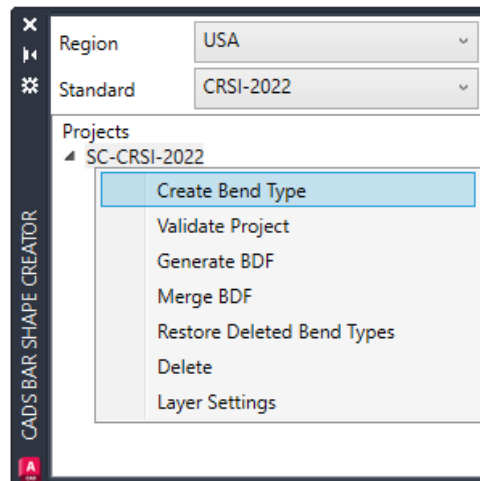 Region
USA
Standard
CRSI-2022
Projects
SC-CRSI-2022
Create Bend Type
Validate Project
Generate BDF
Merge BDF
Restore Deleted Bend Types
Delete
Layer Settings
CADS BAR SHAPE CREATOR
A